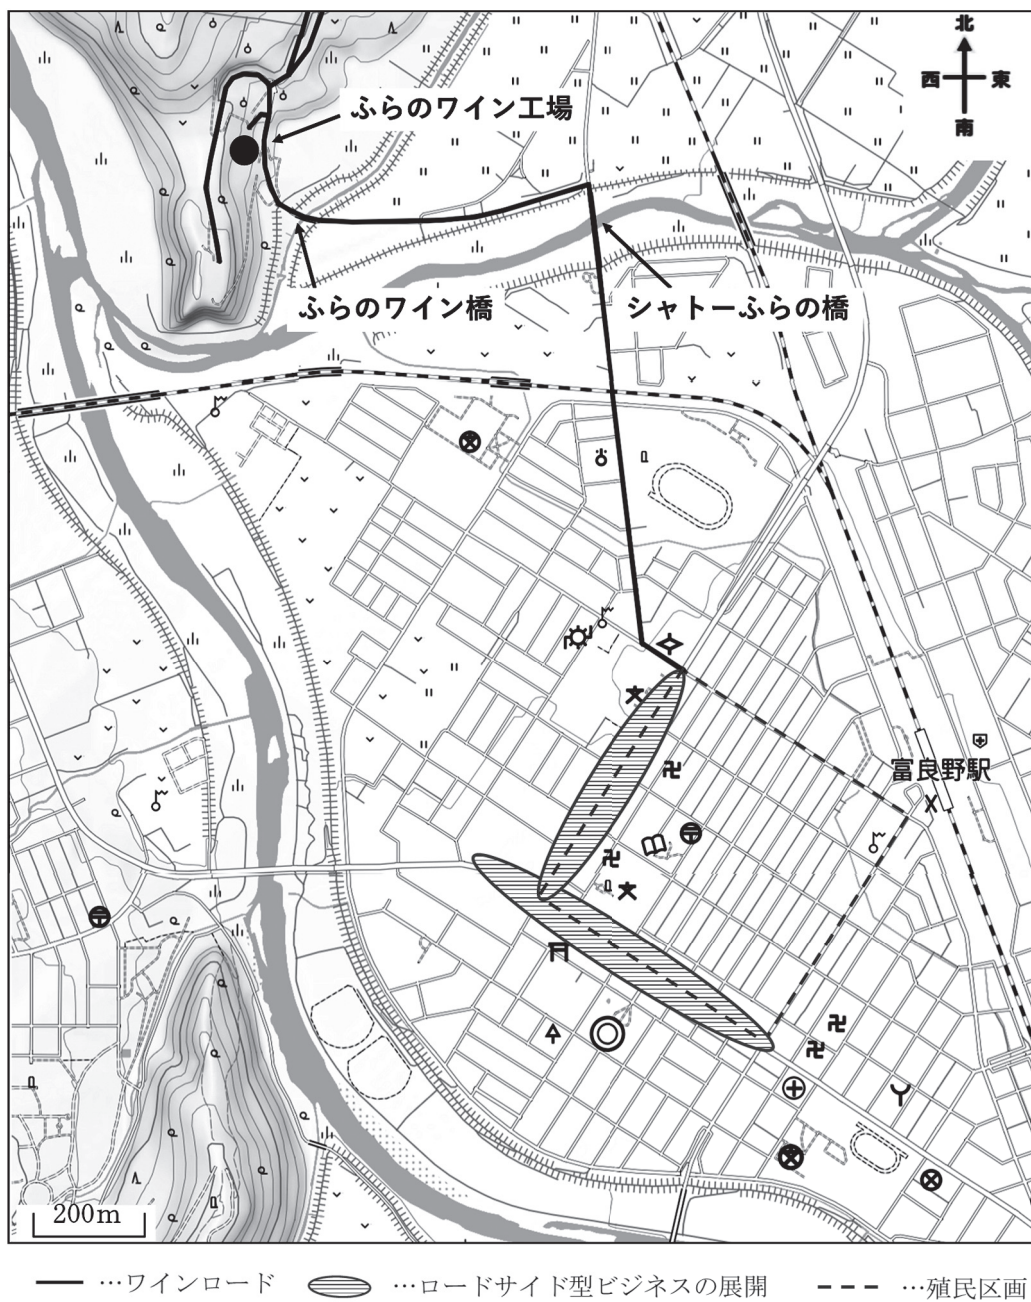 北
西 東
南
ふらのワイン工場
ふらのワイン橋
シャトーふらの橋
富良野駅
200m
…ワインロード
…ロードサイド型ビジネスの展開
…殖民区画